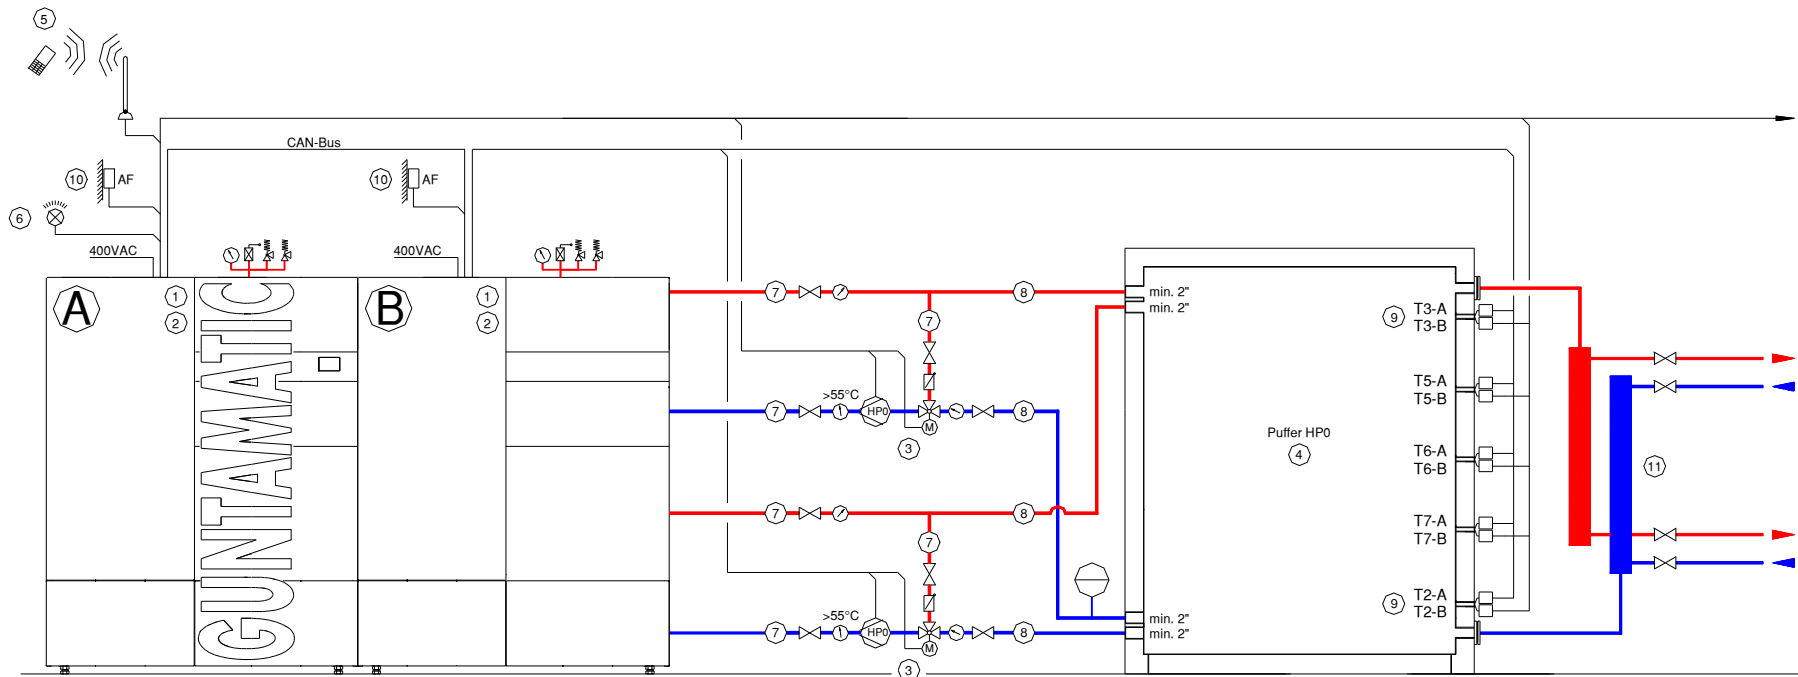 5
CAN-Bus
10
AF
10
AF
6
400VAC
400VAC
A
1
2
GUNTAMATIC
B
1
2
7
8
min. 2"
min. 2"
7
9
T3-A
T3-B
T5-A
T5-B
>55°C
7
HP0
8
M
3
Puffer HP0
4
T6-A
T6-B
11
7
8
7
T7-A
T7-B
9
T2-A
T2-B
>55°C
7
HP0
8
min. 2"
min. 2"
M
3